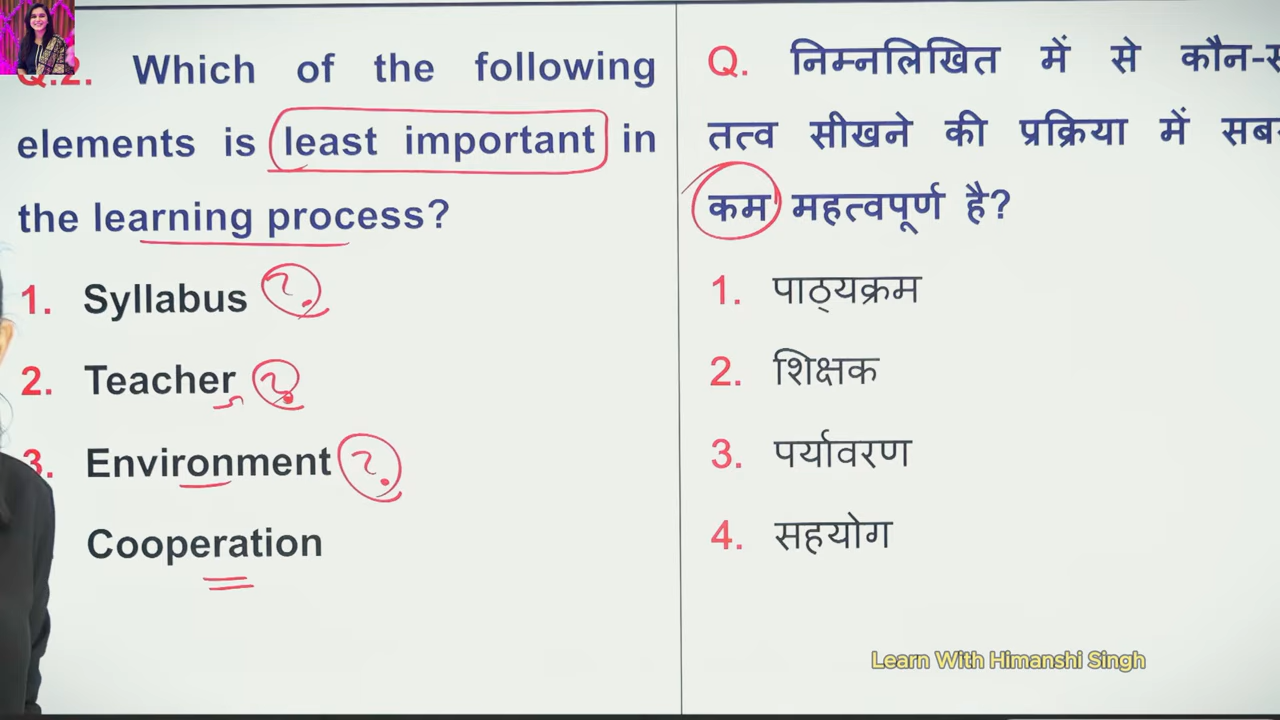 Q.2. Which of the following
elements is least important in
the learning process?
1. Syllabus ?
2. Teacher ?
3. Environment ?
Cooperation
Q. निम्नलिखित में से
तत्व सीखने की प्रक्रिया में
कम महत्वपूर्ण है?
1. पाठ्यक्रम
2. शिक्षक
3. पर्यावरण
4. सहयोग
Learn With Himanshi Singh